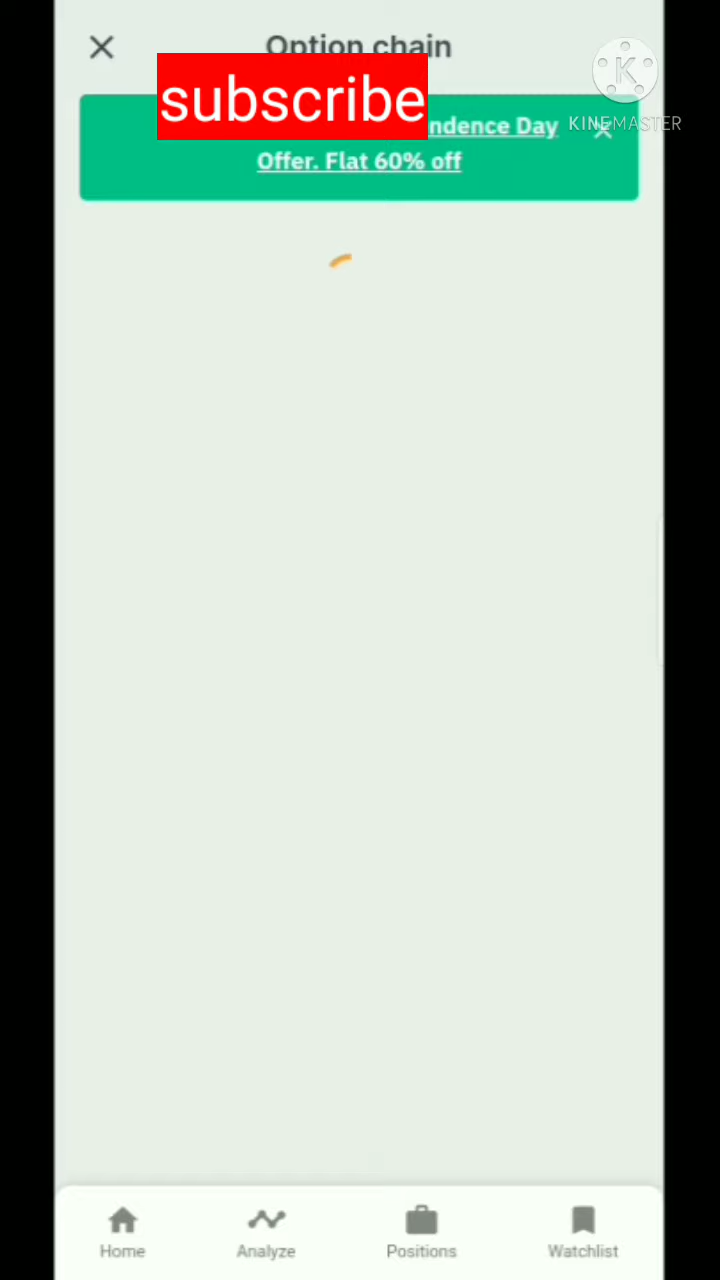 Option chain
subscribe
ndence Day
Offer. Flat 60% off
K
KINEMASTER
Home
Analyze
Positions
Watchlist